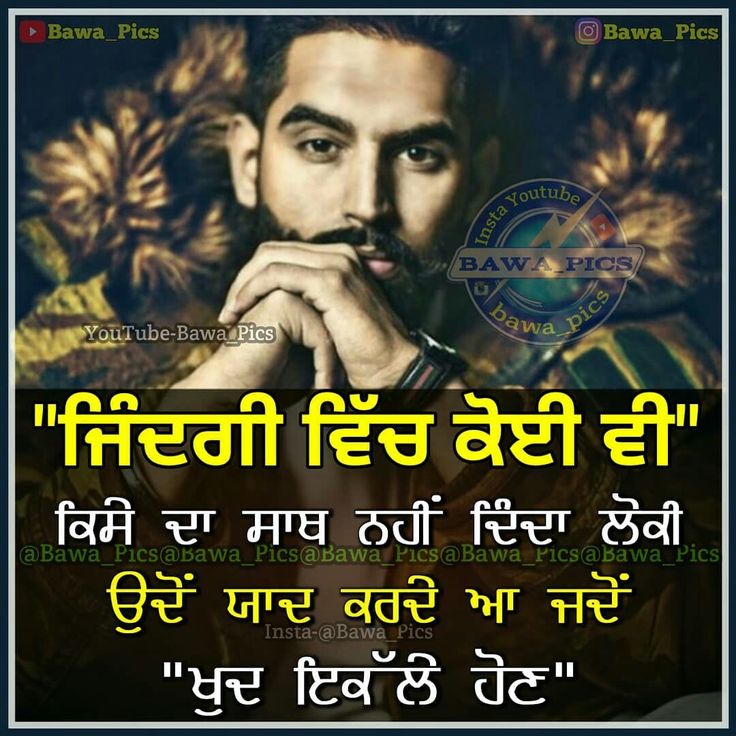 Bawa_Pics
Bawa_Pics
Insta Youtube
BAWA_PICS
bawa_pics
YouTube-Bawa_Pics
"ਜਿੰਦਗੀ ਵਿੱਚ ਕੋਈ ਵੀ"
ਕਿਸੇ ਦਾ ਸਾਥ ਨਹੀਂ ਦਿੰਦਾ ਲੋਕੀ
@Bawa_Pics@Bawa_Pics@Bawa_Pics@Bawa_Pics@Bawa_Pics
ਉਦੋਂ ਯਾਦ ਕਰਦੇ ਆ ਜਦੋਂ
Insta-@Bawa_Pics
"ਖੁਦ ਇਕੱਲੇ ਹੋਣ"